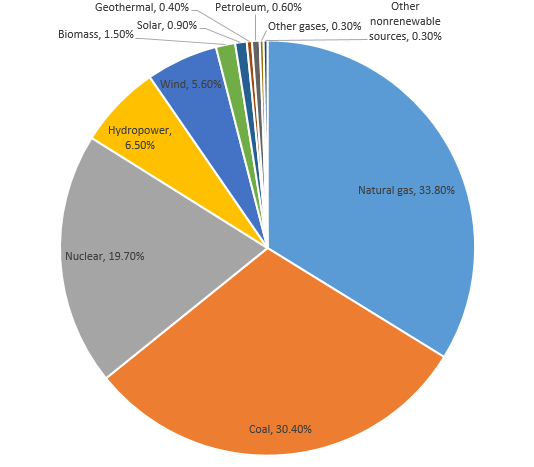 Geothermal, 0.40%
Petroleum, 0.60%
Other
nonrenewable
sources, 0.30%
Solar, 0.90%
Other gases, 0.30%
Biomass, 1.50%
Wind, 5.60%
Hydropower,
6.50%
Natural gas, 33.80%
Nuclear, 19.70%
Coal, 30.40%